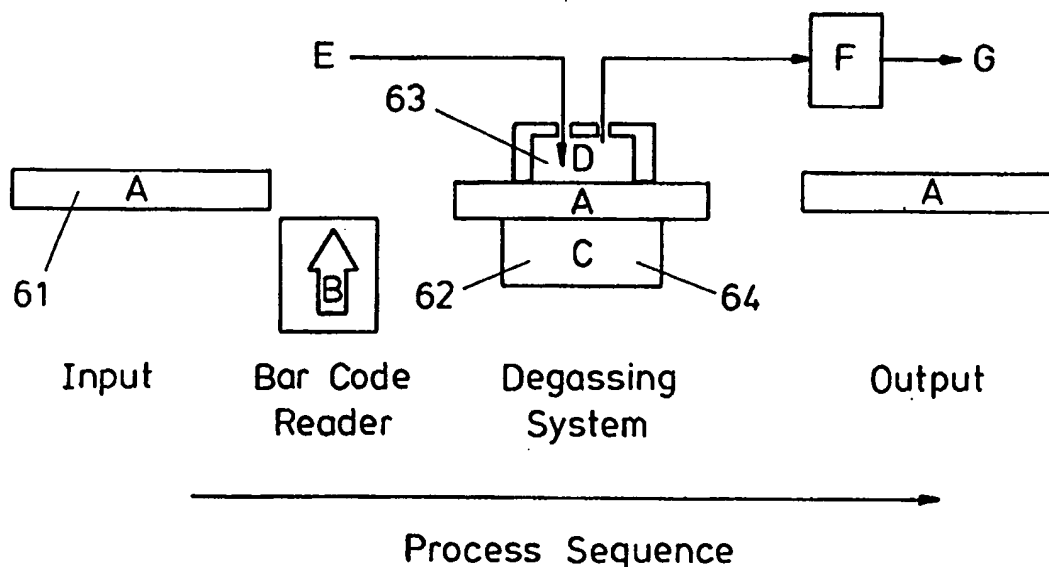 E
F
G
63
D
A
A
A
61
B
62
C
64
Input
Bar Code
Reader
Degassing
System
Output
Process Sequence